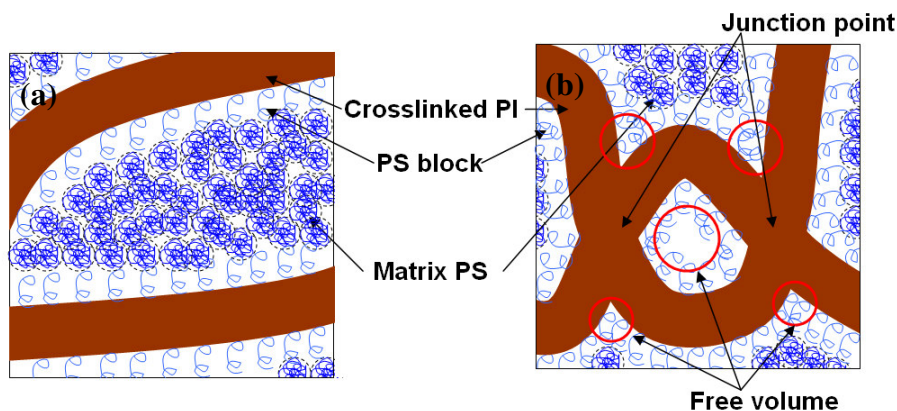 Junction point
(a)
(b)
Crosslinked PI
PS block
Matrix PS
Free volume